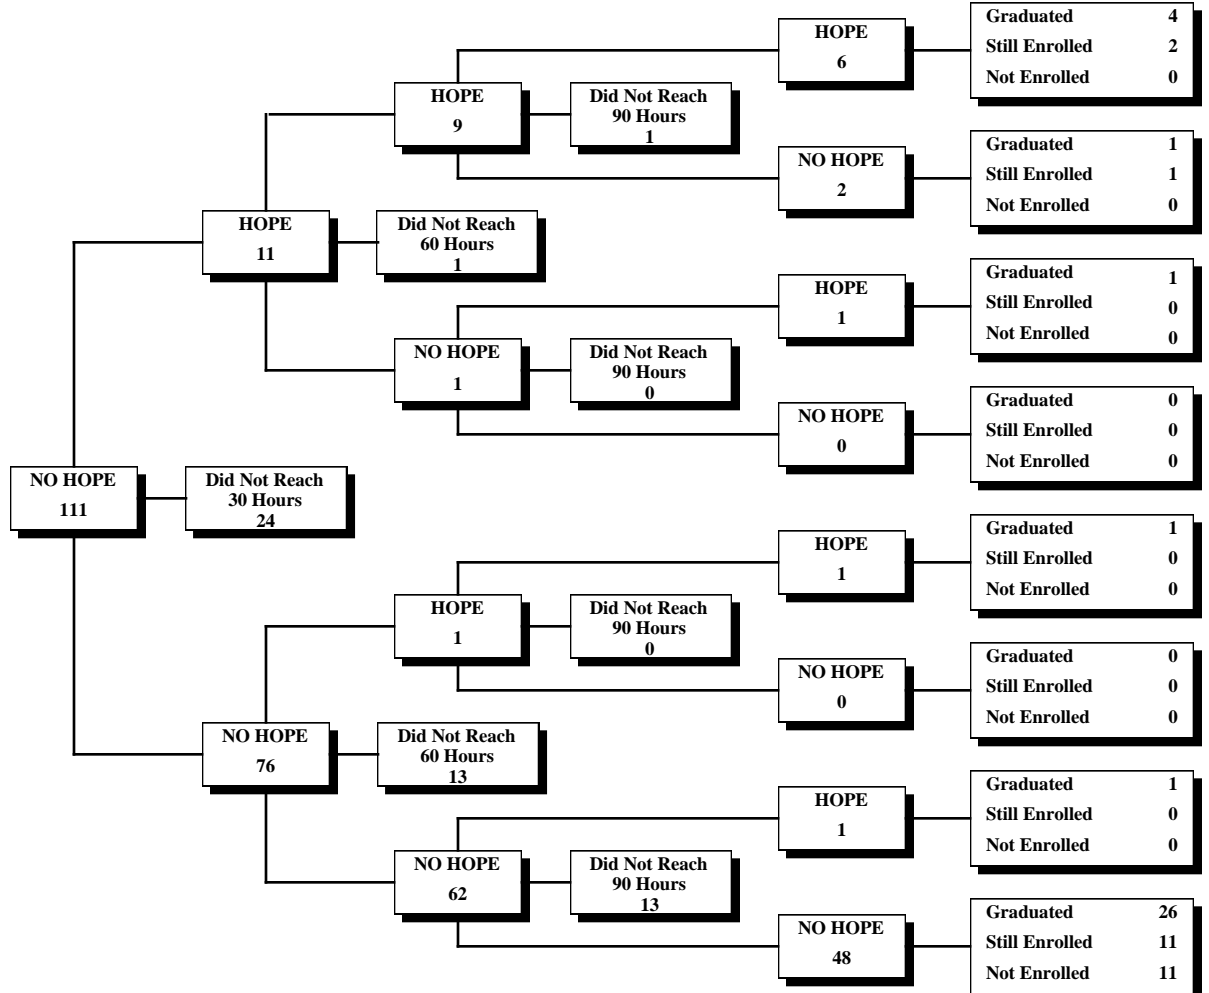 HOPE
6
Graduated 4
Still Enrolled 2
Not Enrolled 0
HOPE
9
Did Not Reach
90 Hours
1
NO HOPE
2
Graduated 1
Still Enrolled 1
Not Enrolled 0
HOPE
11
Did Not Reach
60 Hours
1
HOPE
1
Graduated 1
Still Enrolled 0
Not Enrolled 0
NO HOPE
1
Did Not Reach
90 Hours
0
NO HOPE
0
Graduated 0
Still Enrolled 0
Not Enrolled 0
NO HOPE
111
Did Not Reach
30 Hours
24
HOPE
1
Graduated 1
Still Enrolled 0
Not Enrolled 0
HOPE
1
Did Not Reach
90 Hours
0
NO HOPE
0
Graduated 0
Still Enrolled 0
Not Enrolled 0
NO HOPE
76
Did Not Reach
60 Hours
13
HOPE
1
Graduated 1
Still Enrolled 0
Not Enrolled 0
NO HOPE
62
Did Not Reach
90 Hours
13
NO HOPE
48
Graduated 26
Still Enrolled 11
Not Enrolled 11